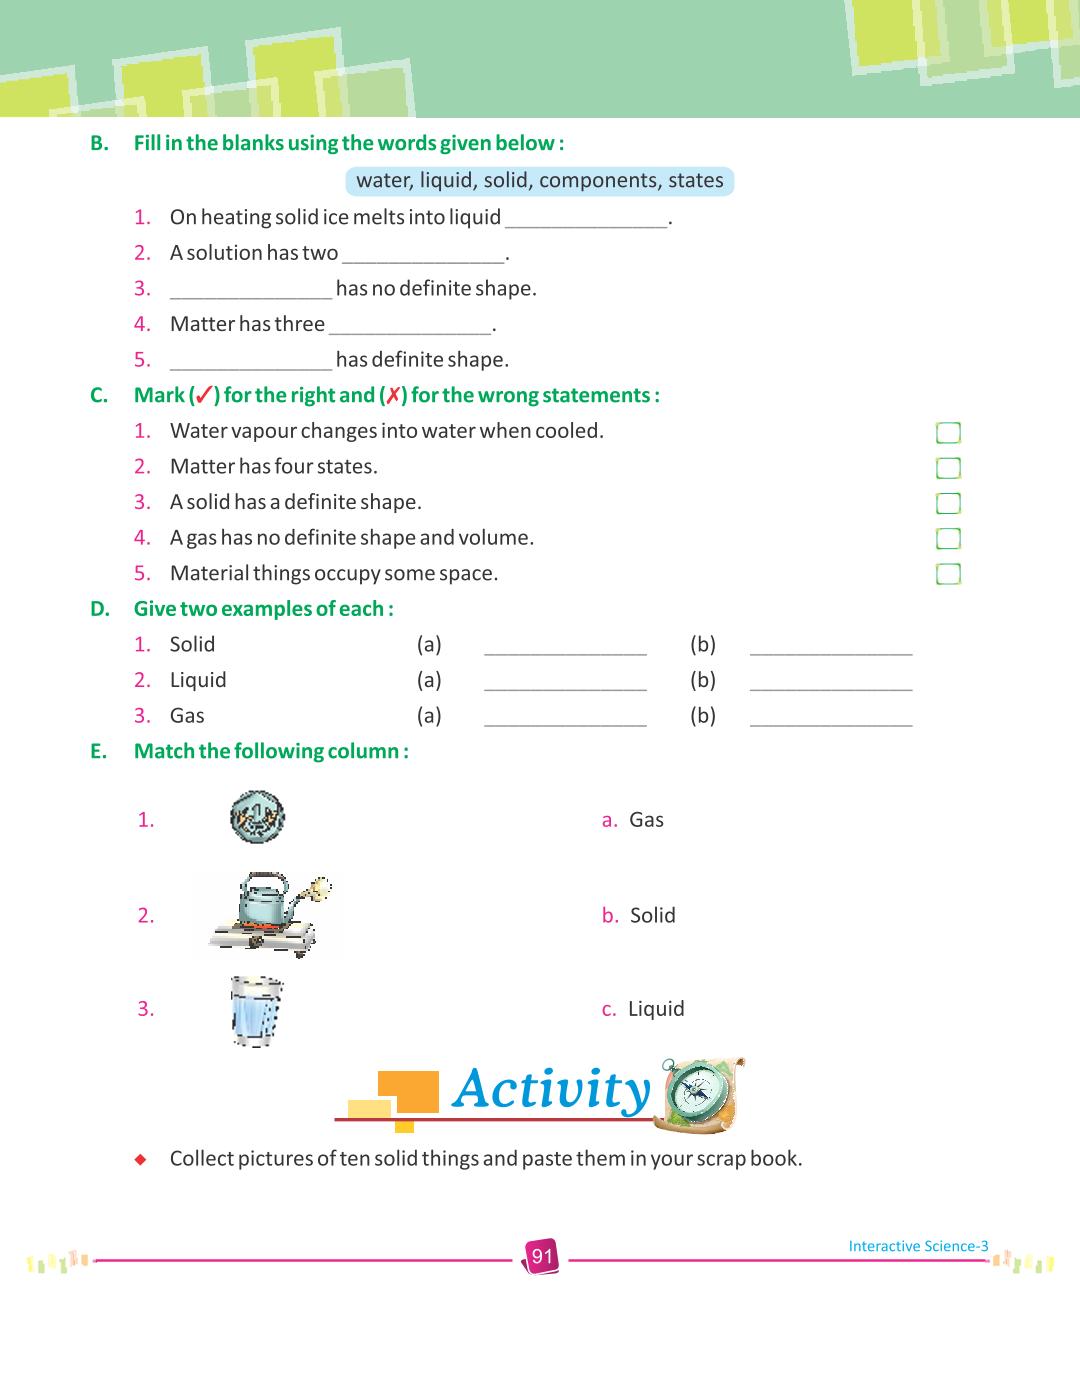 B. Fill in the blanks using the words given below :
water, liquid, solid, components, states
1. On heating solid ice melts into liquid ______________.
2. A solution has two ______________.
3. ______________ has no definite shape.
4. Matter has three ______________.
5. ______________ has definite shape.
C. Mark (✓) for the right and (✗) for the wrong statements :
1. Water vapour changes into water when cooled.
2. Matter has four states.
3. A solid has a definite shape.
4. A gas has no definite shape and volume.
5. Material things occupy some space.
D. Give two examples of each :
1. Solid (a) ______________ (b) ______________
2. Liquid (a) ______________ (b) ______________
3. Gas (a) ______________ (b) ______________
E. Match the following column :
1. a. Gas
2. b. Solid
3. c. Liquid
Activity
Collect pictures of ten solid things and paste them in your scrap book.
Interactive Science-3
91